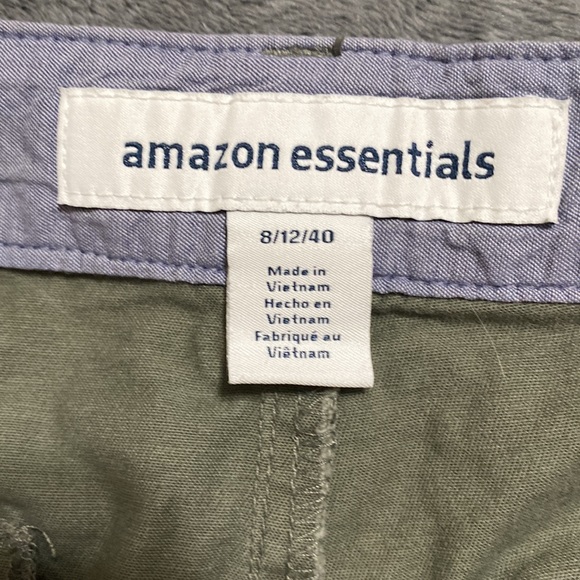 amazon essentials
8/12/40
Made in
Vietnam
Hecho en
Vietnam
Fabriqué au
Viêtnam